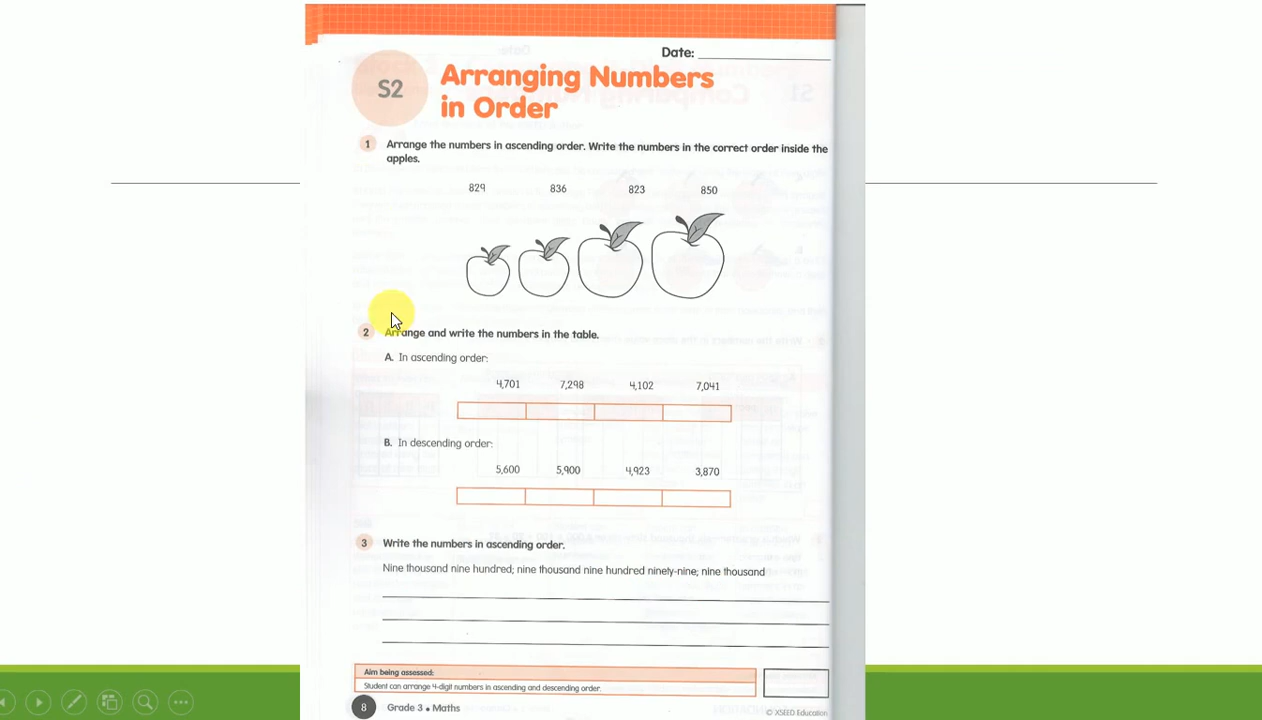 Date:
S2
Arranging Numbers
in Order
1 Arrange the numbers in ascending order. Write the numbers in the correct order inside the
apples.
829 836 823 850
2 Arrange and write the numbers in the table.
A. In ascending order:
4,701 7,298 4,102 7,041
B. In descending order:
5,600 5,900 4,923 3,870
3 Write the numbers in ascending order.
Nine thousand nine hundred; nine thousand nine hundred ninely-nine; nine thousand
Aim being assessed:
Student can arrange 4-digit numbers in ascending and descending order.
8 Grade 3 • Maths
© XSEED Education